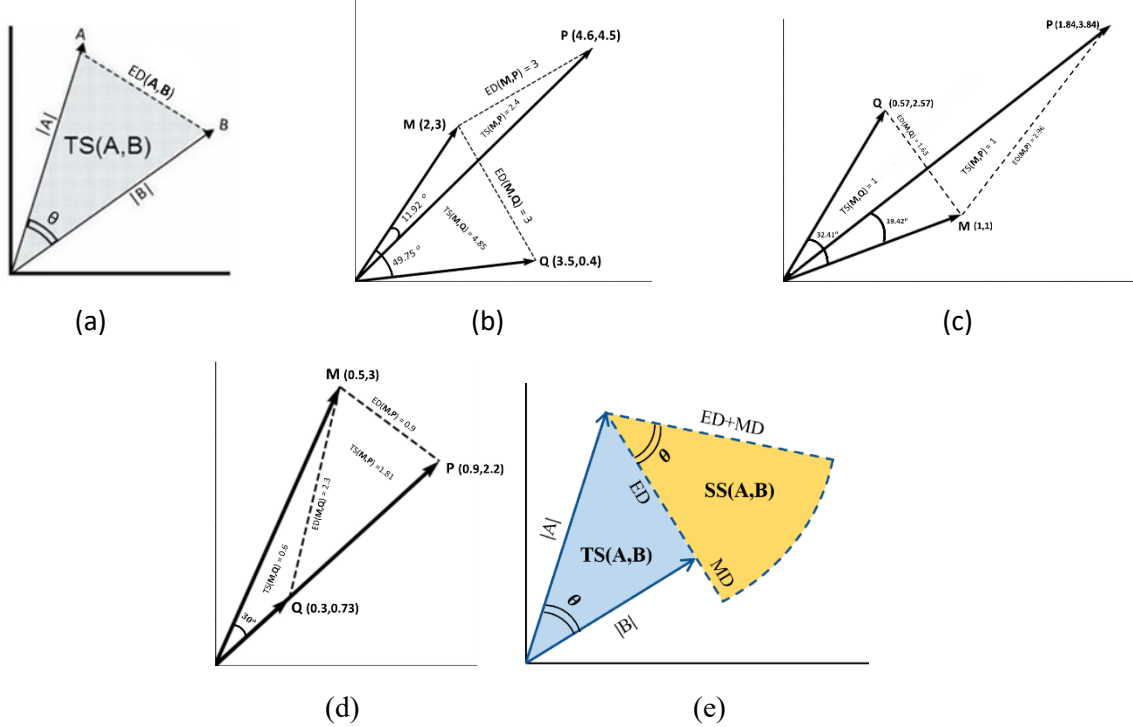 A
ED(A,B)
|A|
B
TS(A,B)
|B|
θ
(a)
P (4.6,4.5)
ED(M,P) = 3
TS(M,P) = 2.4
M (2,3)
ED(M,Q) = 3
11.92 °
TS(M,Q) = 4.85
49.75 °
Q (3.5,0.4)
(b)
P (1.84,3.84)
Q (0.57,2.57)
ED(M,Q) = 1.63
TS(M,P) = 1
ED(M,P) = 2.96
TS(M,Q) = 1
19.42°
32.41°
M (1,1)
(c)
M (0.5,3)
ED(M,P) = 0.9
TS(M,P) =1.81
P (0.9,2.2)
ED(M,Q) = 2.3
TS(M,Q) = 0.6
Q (0.3,0.73)
30°
(d)
ED+MD
θ
ED
SS(A,B)
|A|
TS(A,B)
MD
θ
|B|
(e)